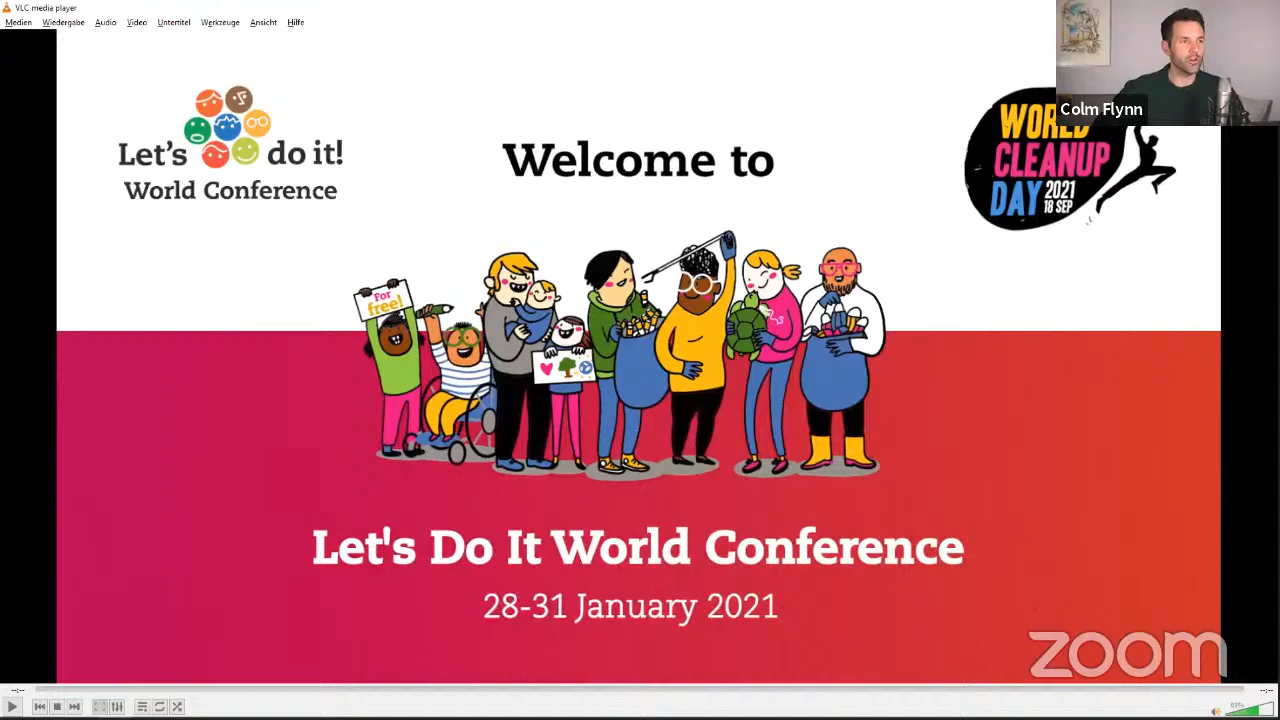 VLC media player
Medien Wiedergabe Audio Video Untertitel Werkzeuge Ansicht Hilfe
Colm Flynn
Let's do it!
World Conference
Welcome to
WORLD
CLEANUP
DAY 2021
18 SEP
For
free!
Let's Do It World Conference
28-31 January 2021
zoom